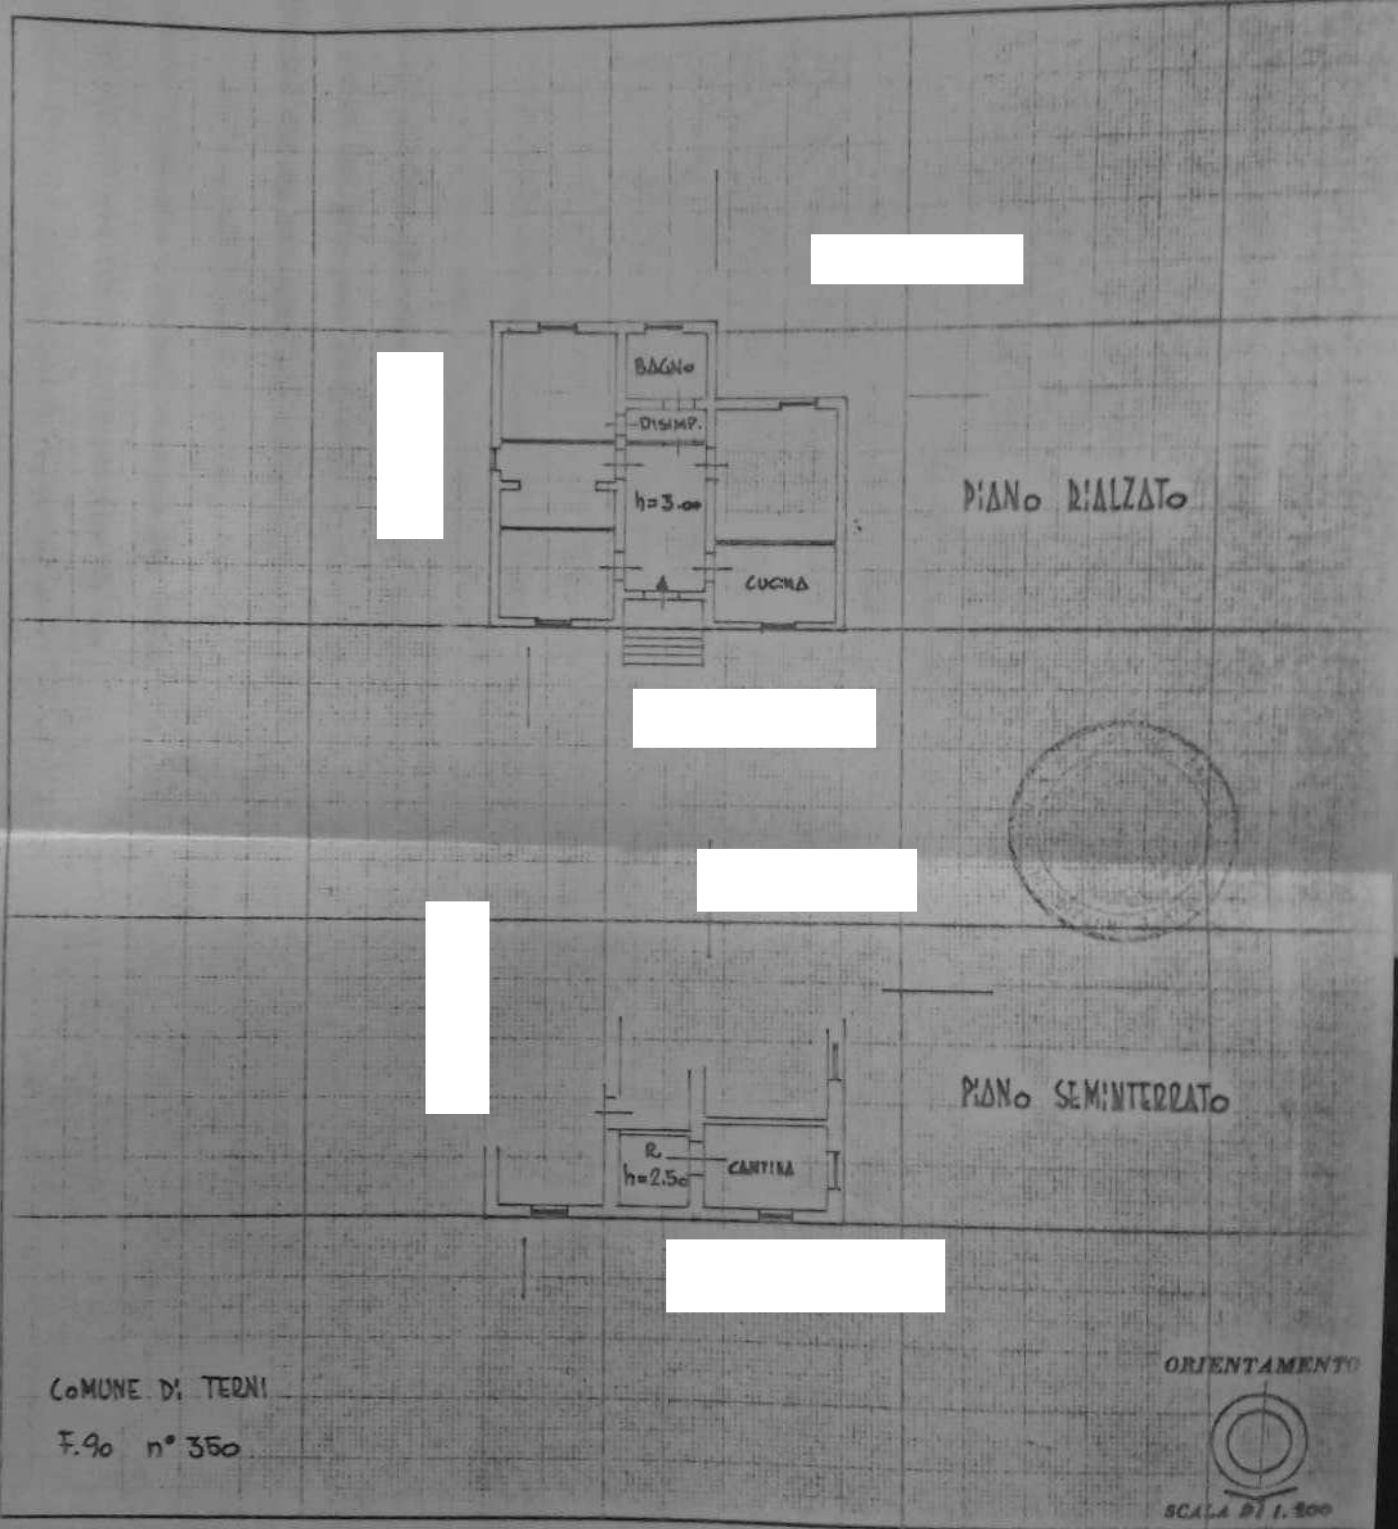 BAGNO
DISIMP.
h=3.00
PIANO RIALZATO
CUCINA
PIANO SEMINTERRATO
R.
h=2.50
CANTINA
ORIENTAMENTO
COMUNE DI TERNI
F.90 n° 350
SCALA DI 1:200